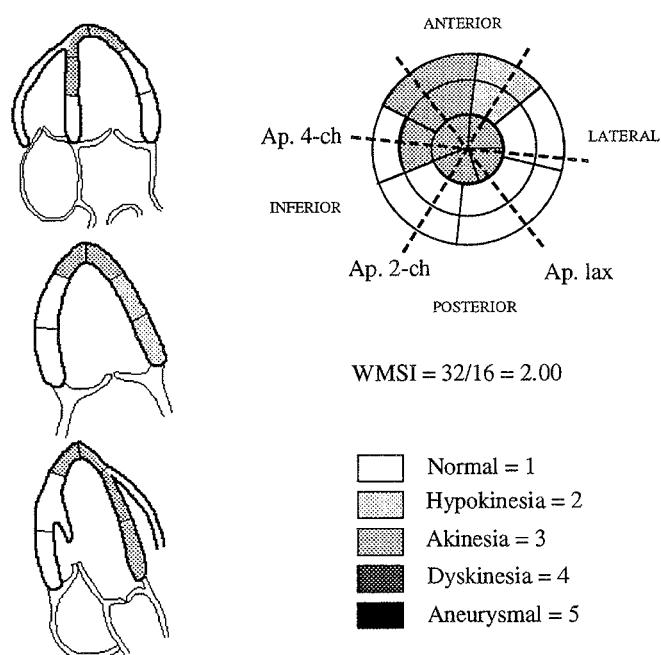 ANTERIOR
Ap. 4-ch
LATERAL
INFERIOR
Ap. 2-ch
Ap. lax
POSTERIOR
WMSI = 32/16 = 2.00
Normal = 1
Hypokinesia = 2
Akinesia = 3
Dyskinesia = 4
Aneurysmal = 5